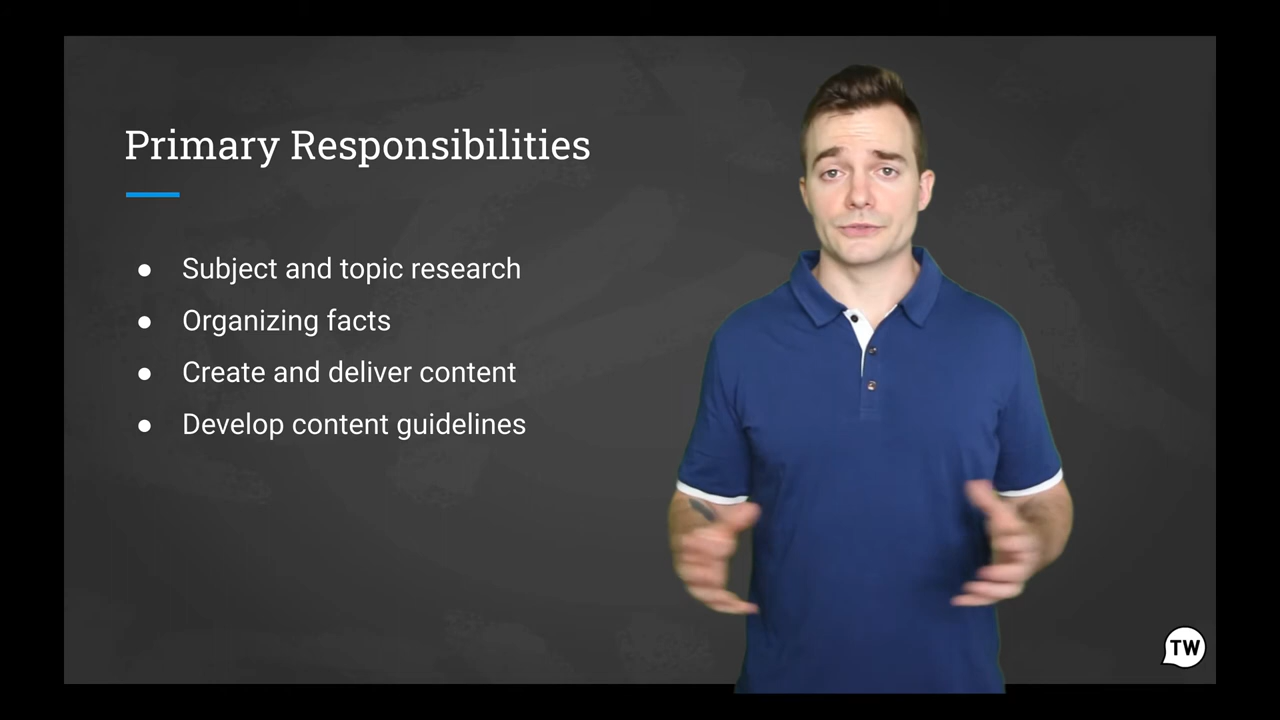 Primary Responsibilities
● Subject and topic research
● Organizing facts
● Create and deliver content
● Develop content guidelines
TW